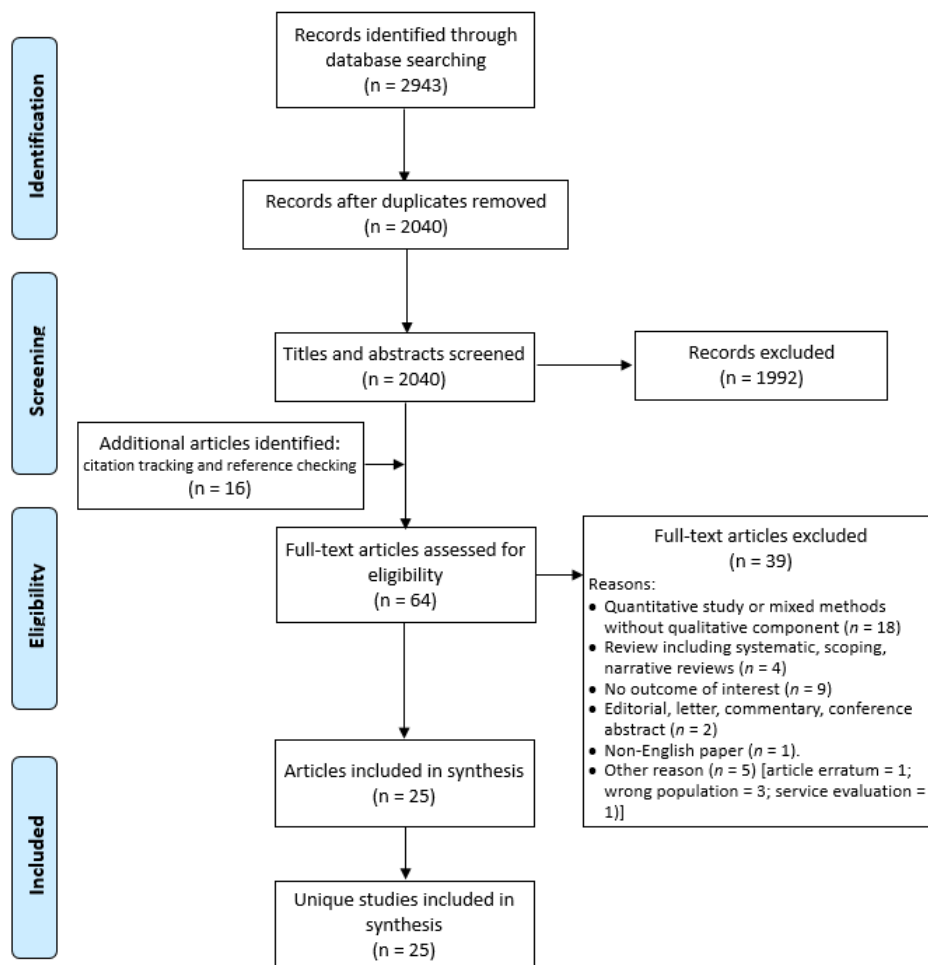 Identification
Records identified through
database searching
(n = 2943)
Records after duplicates removed
(n = 2040)
Screening
Titles and abstracts screened
(n = 2040)
Records excluded
(n = 1992)
Additional articles identified:
citation tracking and reference checking
(n = 16)
Eligibility
Full-text articles assessed for
eligibility
(n = 64)
Full-text articles excluded
(n = 39)
Reasons:
• Quantitative study or mixed methods
without qualitative component (n = 18)
• Review including systematic, scoping,
narrative reviews (n = 4)
• No outcome of interest (n = 9)
• Editorial, letter, commentary, conference
abstract (n = 2)
• Non-English paper (n = 1).
• Other reason (n = 5) [article erratum = 1;
wrong population = 3; service evaluation =
1)]
Included
Articles included in synthesis
(n = 25)
Unique studies included in
synthesis
(n = 25)